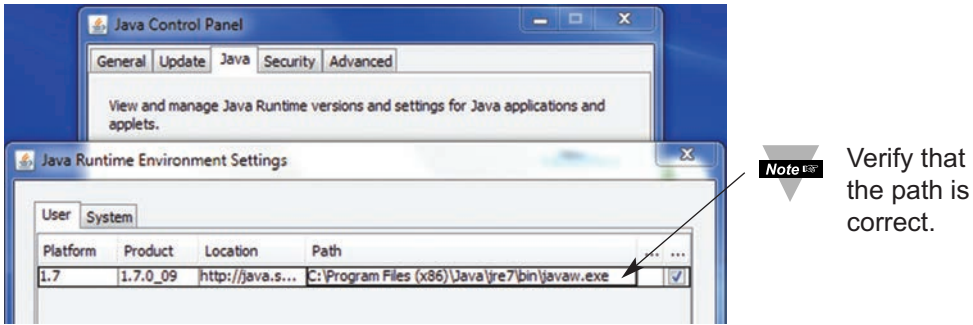 Java Control Panel
General Update Java Security Advanced
View and manage Java Runtime versions and settings for Java applications and
applets.
Java Runtime Environment Settings
User System
Platform Product Location Path ... ...
1.7 1.7.0_09 http://java.s... C:\Program Files (x86)\Java\jre7\bin\javaw.exe
Note
Verify that
the path is
correct.